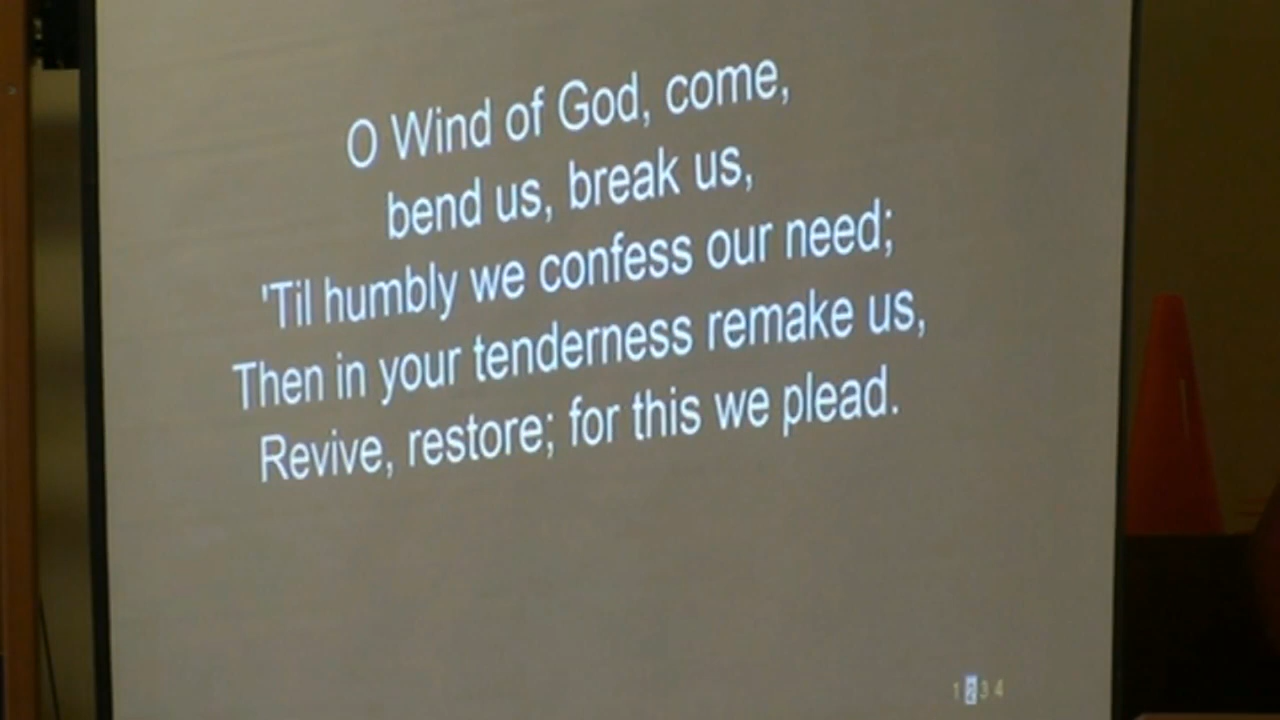 O Wind of God, come,
bend us, break us,
'Til humbly we confess our need;
Then in your tenderness remake us,
Revive, restore; for this we plead.
1 2 3 4